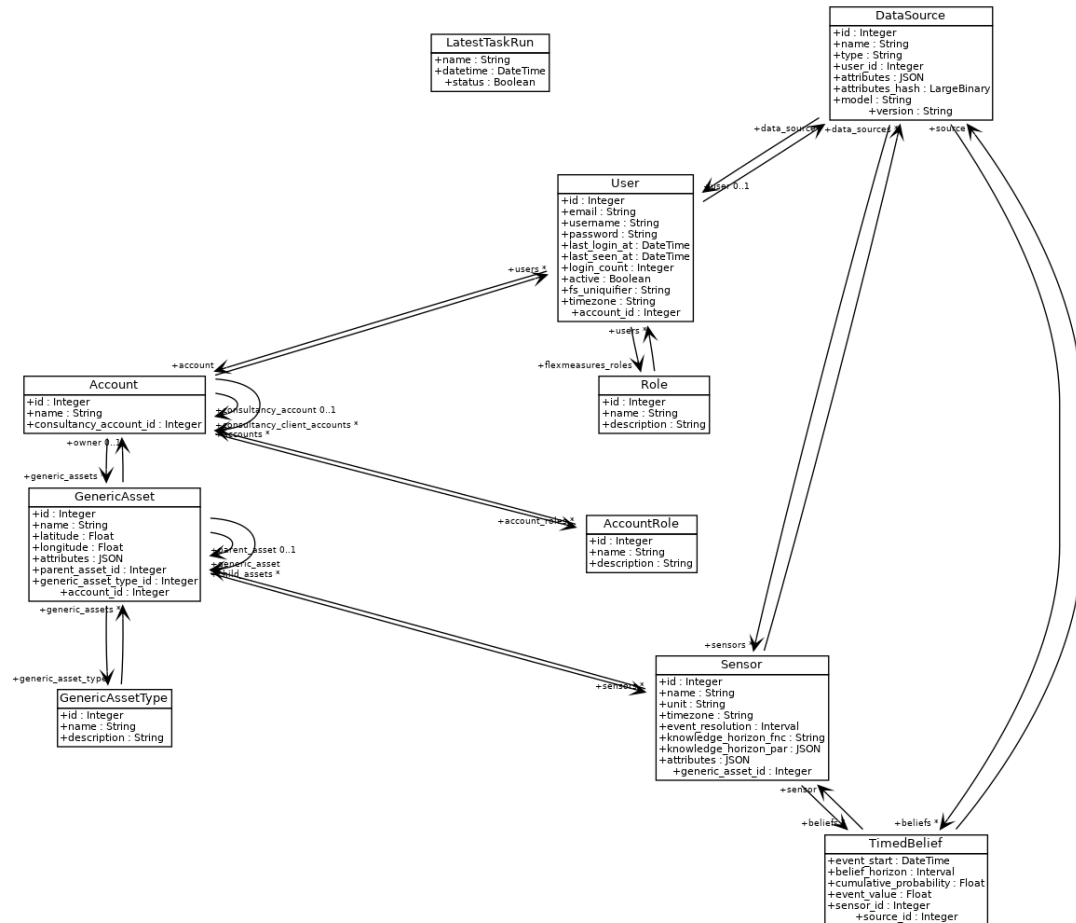 DataSource
+id : Integer
+name : String
+type : String
+user_id : Integer
+attributes : JSON
+attributes_hash : LargeBinary
+model : String
+version : String
LatestTaskRun
+name : String
+datetime : DateTime
+status : Boolean
+data_sources
+data_sources *
+source
User
+id : Integer
+email : String
+username : String
+password : String
+last_login_at : DateTime
+last_seen_at : DateTime
+login_count : Integer
+active : Boolean
+fs_uniquifier : String
+timezone : String
+account_id : Integer
+user 0..1
+users *
+users *
+flexmeasures_roles
+account
Account
+id : Integer
+name : String
+consultancy_account_id : Integer
+consultancy_account 0..1
+consultancy_client_accounts *
+accounts *
Role
+id : Integer
+name : String
+description : String
+owner 0..1
+generic_assets
GenericAsset
+id : Integer
+name : String
+latitude : Float
+longitude : Float
+attributes : JSON
+parent_asset_id : Integer
+generic_asset_type_id : Integer
+account_id : Integer
+parent_asset 0..1
+generic_asset
+child_assets *
+account_roles *
AccountRole
+id : Integer
+name : String
+description : String
+generic_assets *
+generic_asset_type
GenericAssetType
+id : Integer
+name : String
+description : String
+sensors *
+sensors *
Sensor
+id : Integer
+name : String
+unit : String
+timezone : String
+event_resolution : Interval
+knowledge_horizon_fnc : String
+knowledge_horizon_par : JSON
+attributes : JSON
+generic_asset_id : Integer
+sensor
+beliefs
+beliefs *
TimedBelief
+event_start : DateTime
+belief_horizon : Interval
+cumulative_probability : Float
+event_value : Float
+sensor_id : Integer
+source_id : Integer